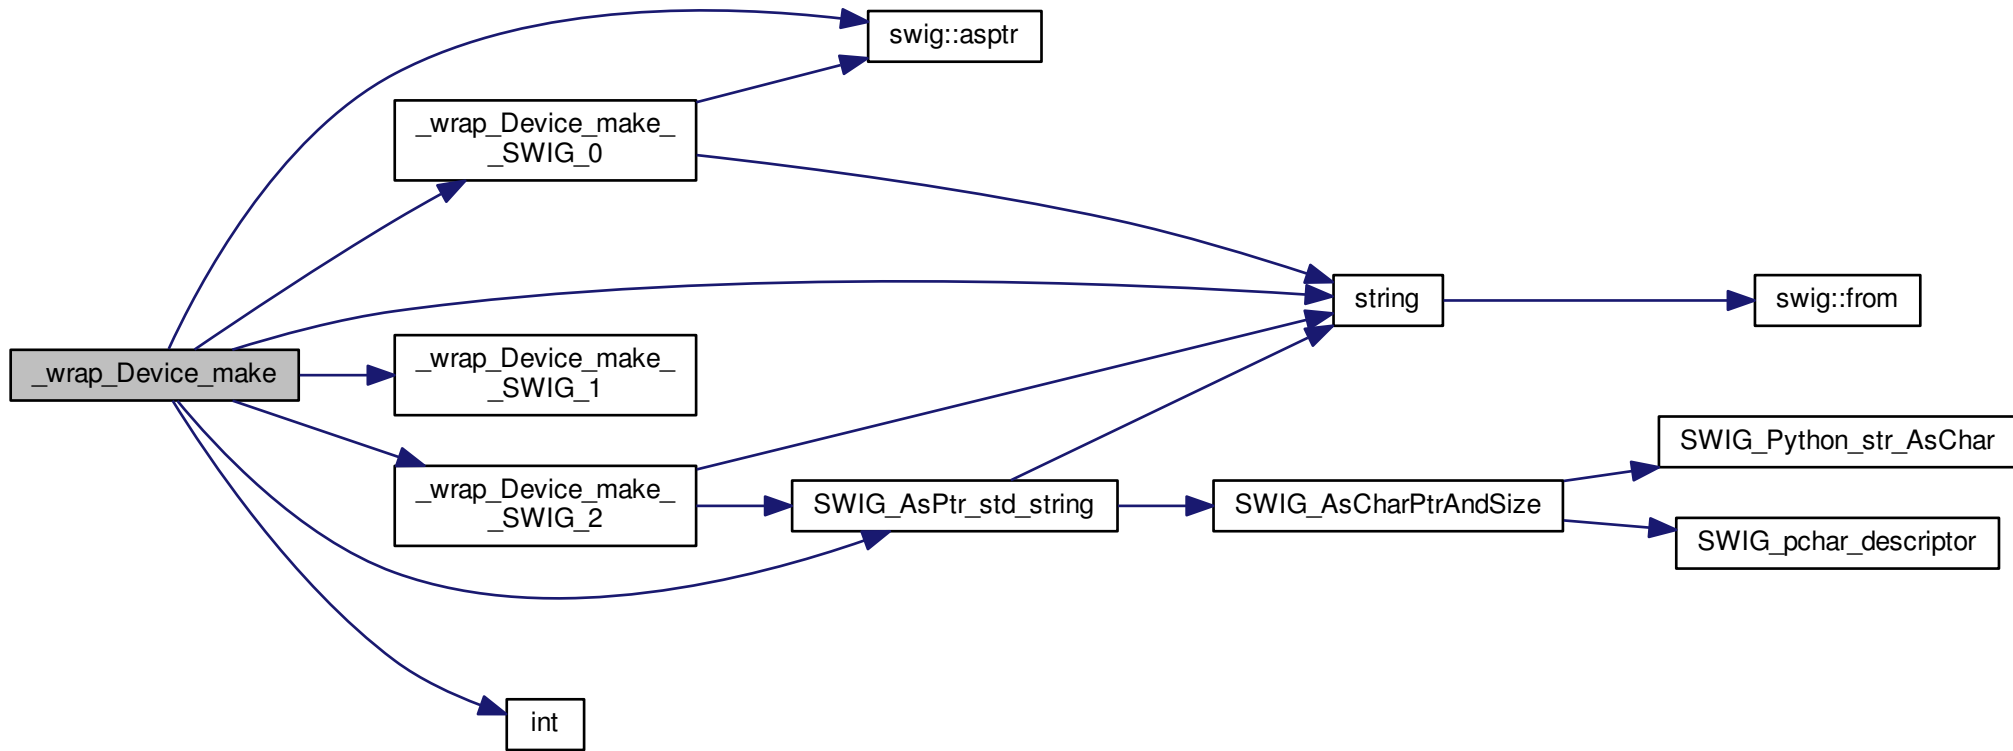 swig::asptr
_wrap_Device_make_
_SWIG_0
string
swig::from
_wrap_Device_make
_wrap_Device_make_
_SWIG_1
SWIG_Python_str_AsChar
_wrap_Device_make_
_SWIG_2
SWIG_AsPtr_std_string
SWIG_AsCharPtrAndSize
SWIG_pchar_descriptor
int